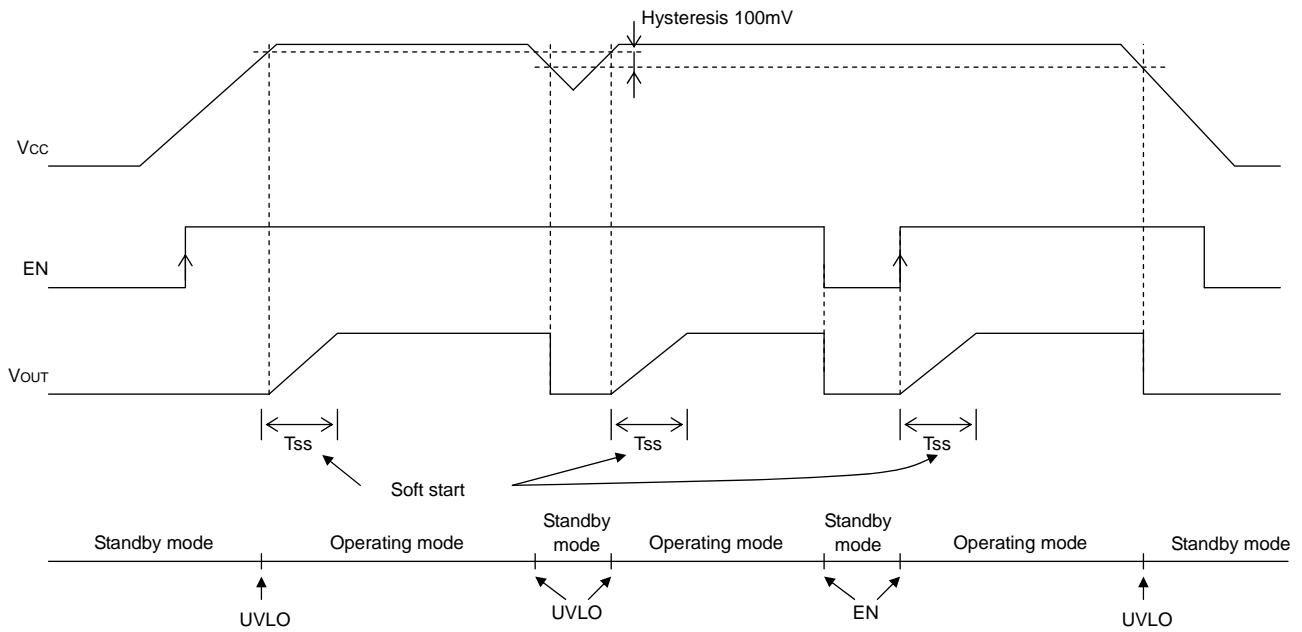 Hysteresis 100mV
VCC
EN
VOUT
Tss
Tss
Tss
Soft start
Standby mode
Operating mode
Standby
mode
Operating mode
Standby
mode
Operating mode
Standby mode
UVLO
UVLO
EN
UVLO